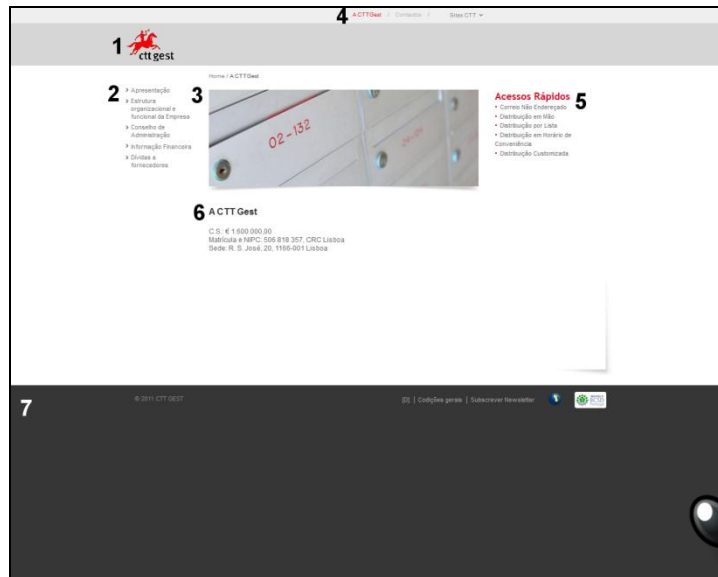 4 A CTT Gest Contactos Sites CTT
1 ctt gest
Home / A CTT Gest
2 Apresentação
Estrutura
organizacional e
funcional da Empresa
Conselho de
Administração
Informação Financeira
Dívidas a
fornecedores
3
02-132
Acessos Rápidos 5
• Correio Não Endereçado
• Distribuição em Mão
• Distribuição por Lista
• Distribuição em Horário de
Conveniência
• Distribuição Customizada
6 A CTT Gest
C.S.: € 1.600.000,00
Matrícula e NIPC: 506 818 357, CRC Lisboa
Sede: R. S. José, 20, 1166-001 Lisboa
7
© 2011 CTT GEST
[D] | Codições gerais | Subscrever Newsletter